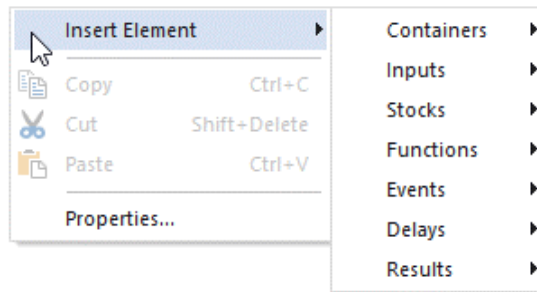 Insert Element
Copy Ctrl+C
Cut Shift+Delete
Paste Ctrl+V
Properties...
Containers
Inputs
Stocks
Functions
Events
Delays
Results